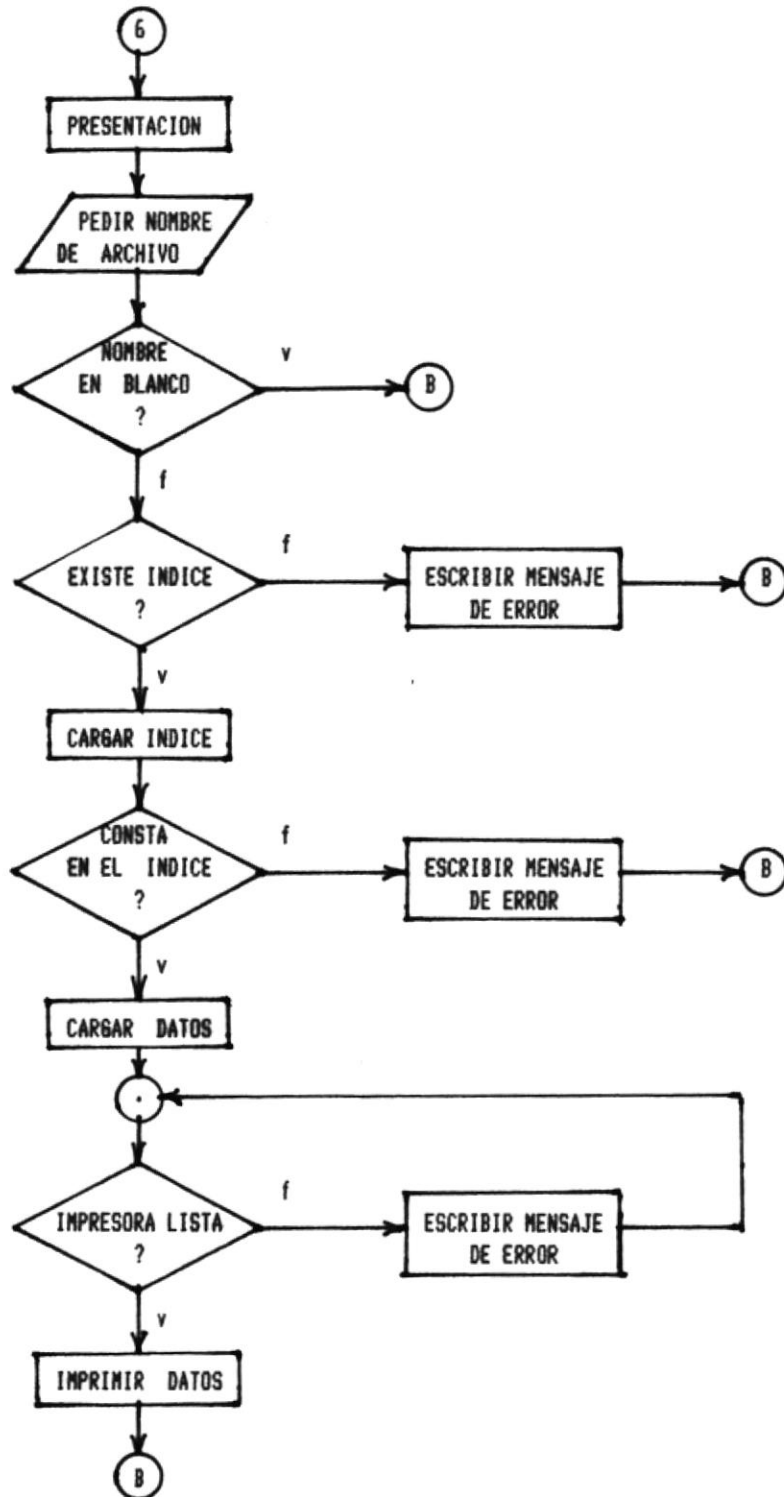 6
PRESENTACION
PEDIR NOMBRE
DE ARCHIVO
NOMBRE
EN BLANCO
?
v
B
f
EXISTE INDICE
?
f
ESCRIBIR MENSAJE
DE ERROR
B
v
CARGAR INDICE
CONSTA
EN EL INDICE
?
f
ESCRIBIR MENSAJE
DE ERROR
B
v
CARGAR DATOS
.
IMPRESORA LISTA
?
f
ESCRIBIR MENSAJE
DE ERROR
v
IMPRIMIR DATOS
B